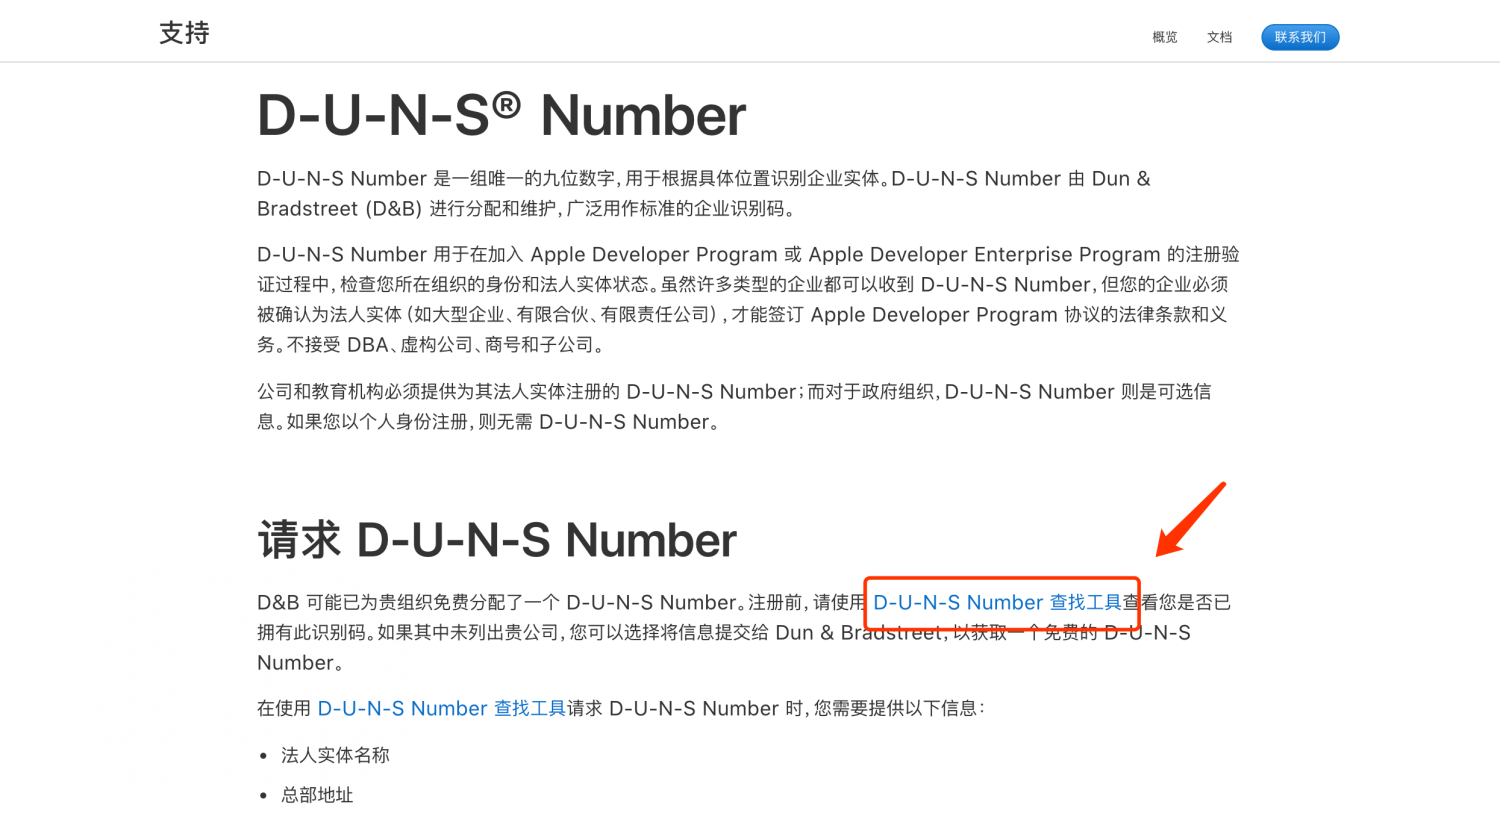 支持
概览 文档 联系我们
D-U-N-S® Number
D-U-N-S Number 是一组唯一的九位数字，用于根据具体位置识别企业实体。D-U-N-S Number 由 Dun &
Bradstreet (D&B) 进行分配和维护，广泛用作标准的企业识别码。
D-U-N-S Number 用于在加入 Apple Developer Program 或 Apple Developer Enterprise Program 的注册验
证过程中，检查您所在组织的身份和法人实体状态。虽然许多类型的企业都可以收到 D-U-N-S Number，但您的企业必须
被确认为法人实体（如大型企业、有限合伙、有限责任公司），才能签订 Apple Developer Program 协议的法律条款和义
务。不接受 DBA、虚构公司、商号和子公司。
公司和教育机构必须提供为其法人实体注册的 D-U-N-S Number；而对于政府组织，D-U-N-S Number 则是可选信
息。如果您以个人身份注册，则无需 D-U-N-S Number。
请求 D-U-N-S Number
D&B 可能已为贵组织免费分配了一个 D-U-N-S Number。注册前，请使用 D-U-N-S Number 查找工具查看您是否已
拥有此识别码。如果其中未列出贵公司，您可以选择将信息提交给 Dun & Bradstreet，以获取一个免费的 D-U-N-S
Number。
在使用 D-U-N-S Number 查找工具请求 D-U-N-S Number 时，您需要提供以下信息：
• 法人实体名称
• 总部地址